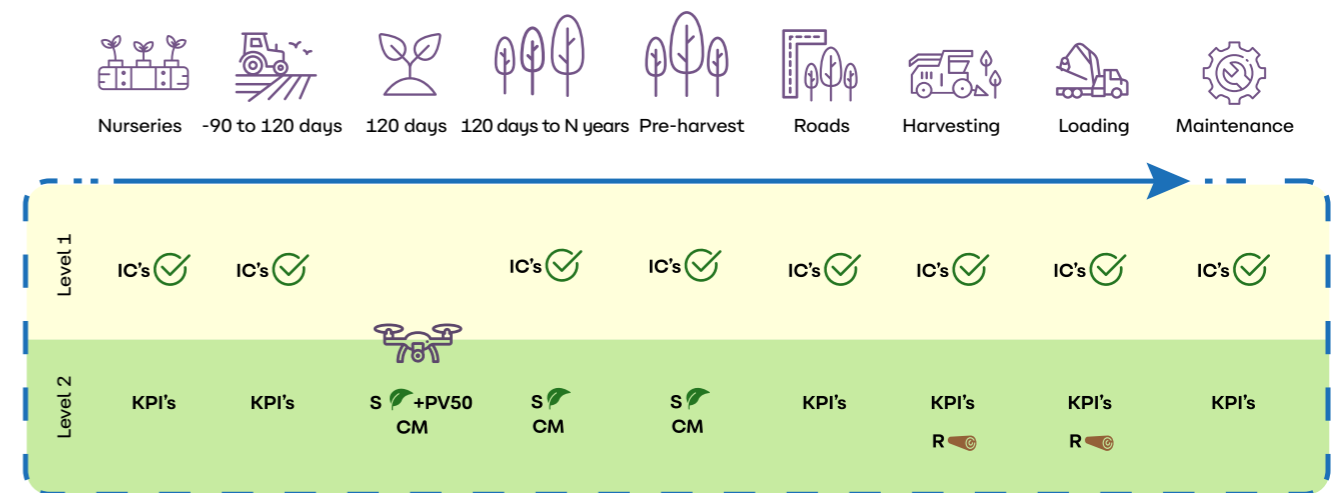 Nurseries
-90 to 120 days
120 days
120 days to N years
Pre-harvest
Roads
Harvesting
Loading
Maintenance
Level 1
IC's
IC's
IC's
IC's
IC's
IC's
IC's
IC's
Level 2
KPI's
KPI's
S +PV50
CM
S
CM
S
CM
KPI's
KPI's
R
KPI's
R
KPI's